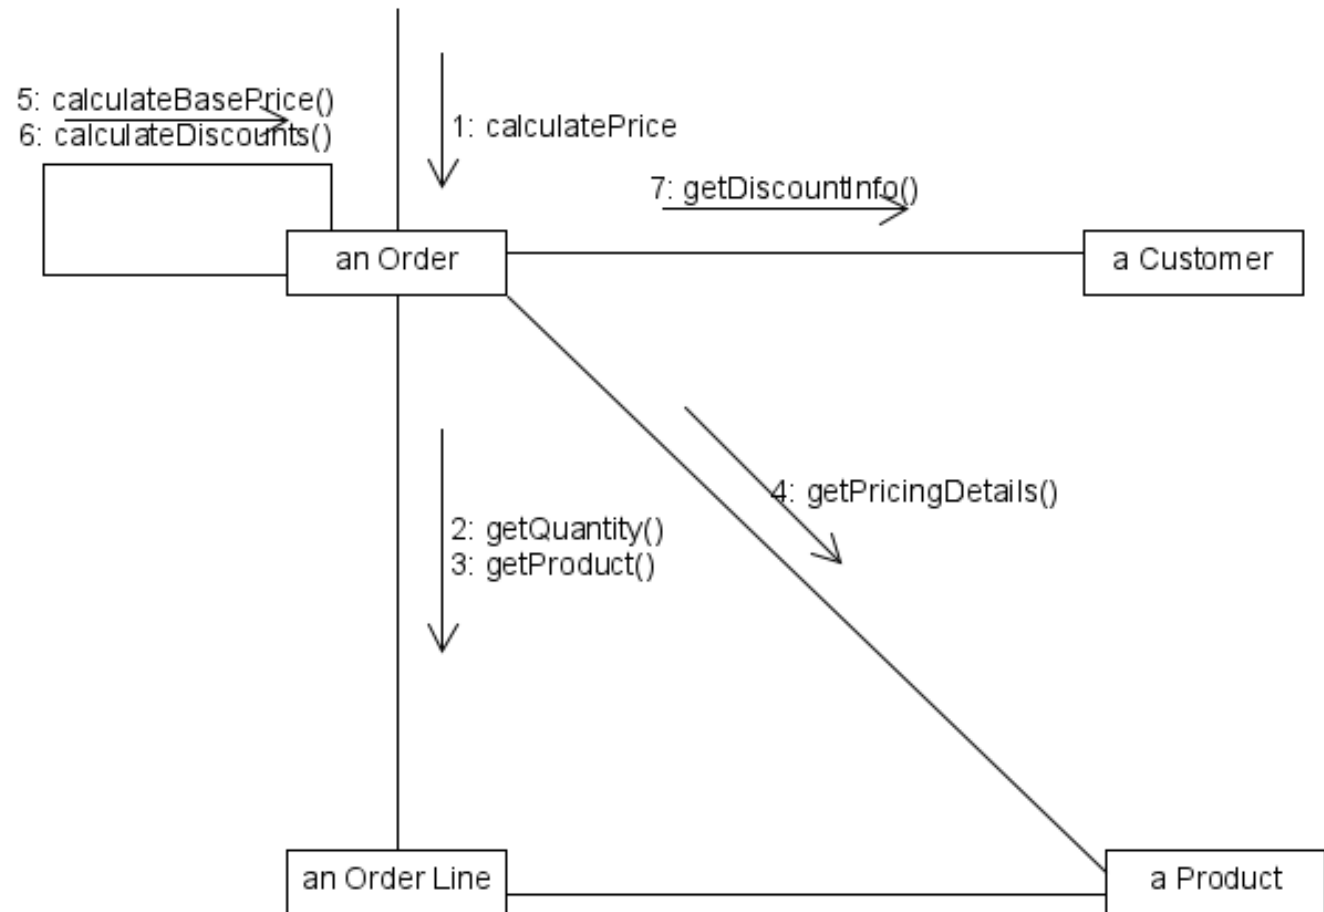 5: calculateBasePrice()
6: calculateDiscounts()
1: calculatePrice
7: getDiscountInfo()
an Order
a Customer
4: getPricingDetails()
2: getQuantity()
3: getProduct()
an Order Line
a Product